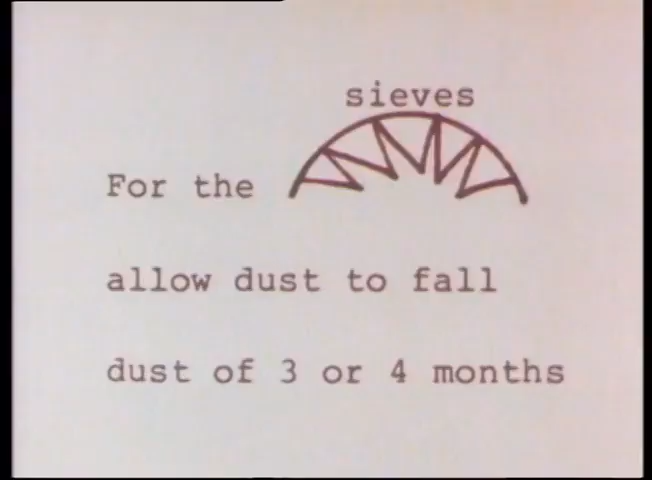 sieves
For the
allow dust to fall
dust of 3 or 4 months